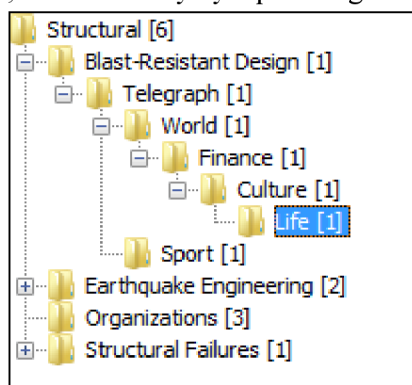 Structural [6]
Blast-Resistant Design [1]
Telegraph [1]
World [1]
Finance [1]
Culture [1]
Life [1]
Sport [1]
Earthquake Engineering [2]
Organizations [3]
Structural Failures [1]